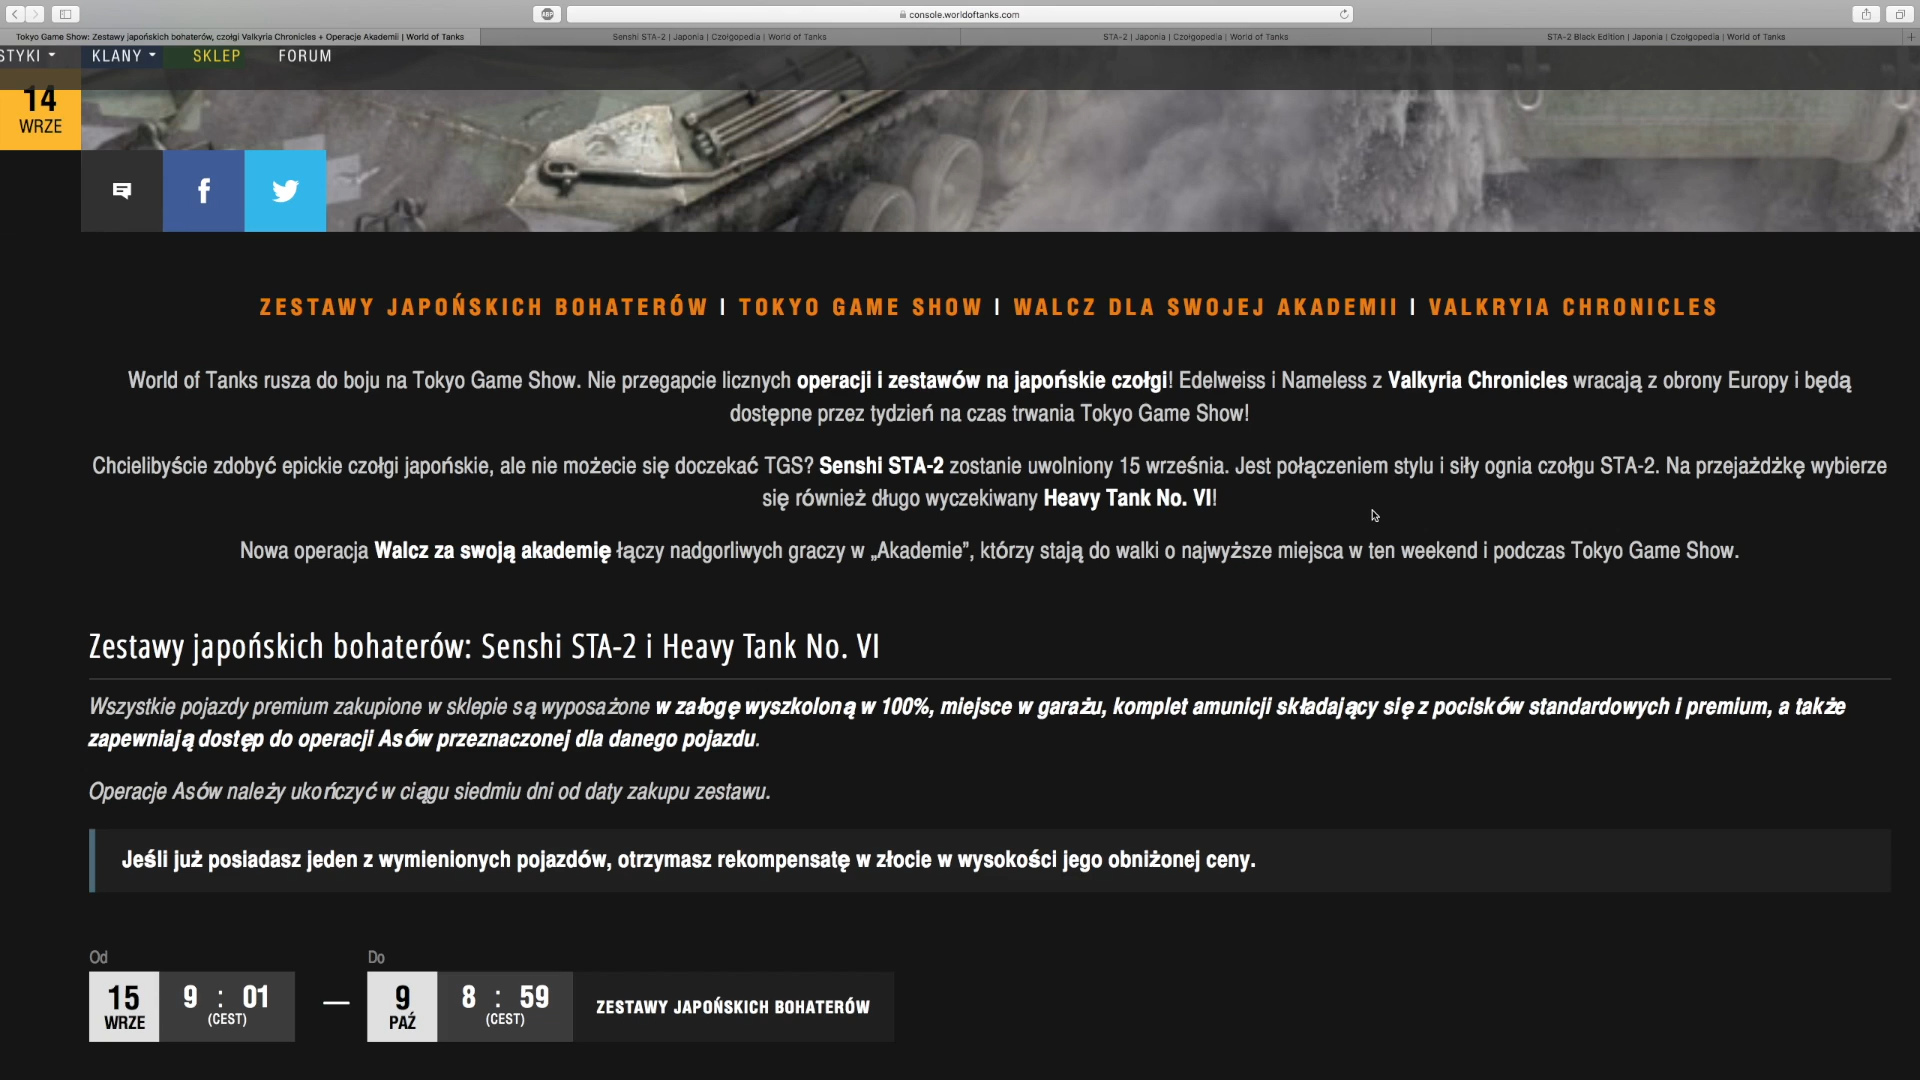 console.worldoftanks.com
Tokyo Game Show: Zestawy japońskich bohaterów, czołgi Valkyria Chronicles + Operacje Akademii | World of Tanks
Senshi STA-2 | Japonia | Czołgopedia | World of Tanks
STA-2 | Japonia | Czołgopedia | World of Tanks
STA-2 Black Edition | Japonia | Czołgopedia | World of Tanks
STYKI KLANY SKLEP FORUM
14
WRZE
ZESTAWY JAPOŃSKICH BOHATERÓW | TOKYO GAME SHOW | WALCZ DLA SWOJEJ AKADEMII | VALKRYIA CHRONICLES
World of Tanks rusza do boju na Tokyo Game Show. Nie przegapcie licznych operacji i zestawów na japońskie czołgi! Edelweiss i Nameless z Valkyria Chronicles wracają z obrony Europy i będą
dostępne przez tydzień na czas trwania Tokyo Game Show!
Chcielibyście zdobyć epickie czołgi japońskie, ale nie możecie się doczekać TGS? Senshi STA-2 zostanie uwolniony 15 września. Jest połączeniem stylu i siły ognia czołgu STA-2. Na przejażdżkę wybierze
się również długo wyczekiwany Heavy Tank No. VI!
Nowa operacja Walcz za swoją akademię łączy nadgorliwych graczy w „Akademie”, którzy stają do walki o najwyższe miejsca w ten weekend i podczas Tokyo Game Show.
Zestawy japońskich bohaterów: Senshi STA-2 i Heavy Tank No. VI
Wszystkie pojazdy premium zakupione w sklepie są wyposażone w załogę wyszkoloną w 100%, miejsce w garażu, komplet amunicji składający się z pocisków standardowych i premium, a także
zapewniają dostęp do operacji Asów przeznaczonej dla danego pojazdu.
Operacje Asów należy ukończyć w ciągu siedmiu dni od daty zakupu zestawu.
Jeśli już posiadasz jeden z wymienionych pojazdów, otrzymasz rekompensatę w złocie w wysokości jego obniżonej ceny.
Od
15
WRZE
9 : 01
(CEST)
—
Do
9
PAŹ
8 : 59
(CEST)
ZESTAWY JAPOŃSKICH BOHATERÓW